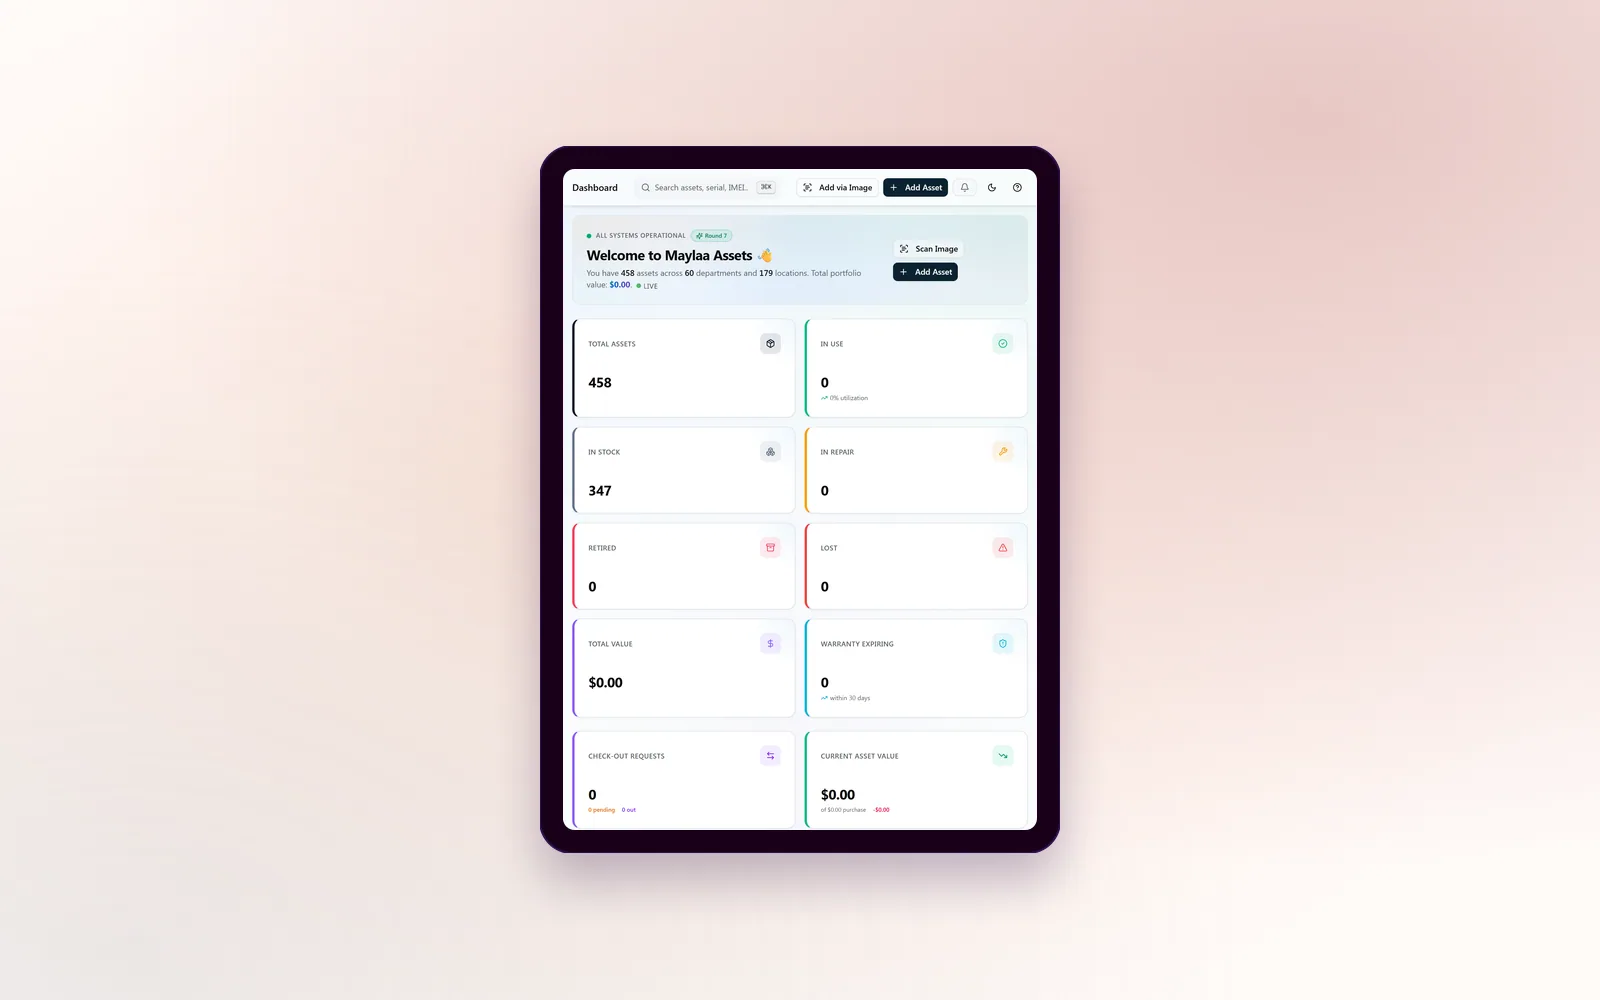 Dashboard
Search assets, serial, IMEI..
⌘K
Add via Image
Add Asset
ALL SYSTEMS OPERATIONAL
Round 7
Welcome to Maylaa Assets 👋
You have 458 assets across 60 departments and 179 locations. Total portfolio
value: $0.00. LIVE
Scan Image
Add Asset
TOTAL ASSETS
458
IN USE
0
0% utilization
IN STOCK
347
IN REPAIR
0
RETIRED
0
LOST
0
TOTAL VALUE
$0.00
WARRANTY EXPIRING
0
within 30 days
CHECK-OUT REQUESTS
0
0 pending 0 out
CURRENT ASSET VALUE
$0.00
of $0.00 purchase -$0.00